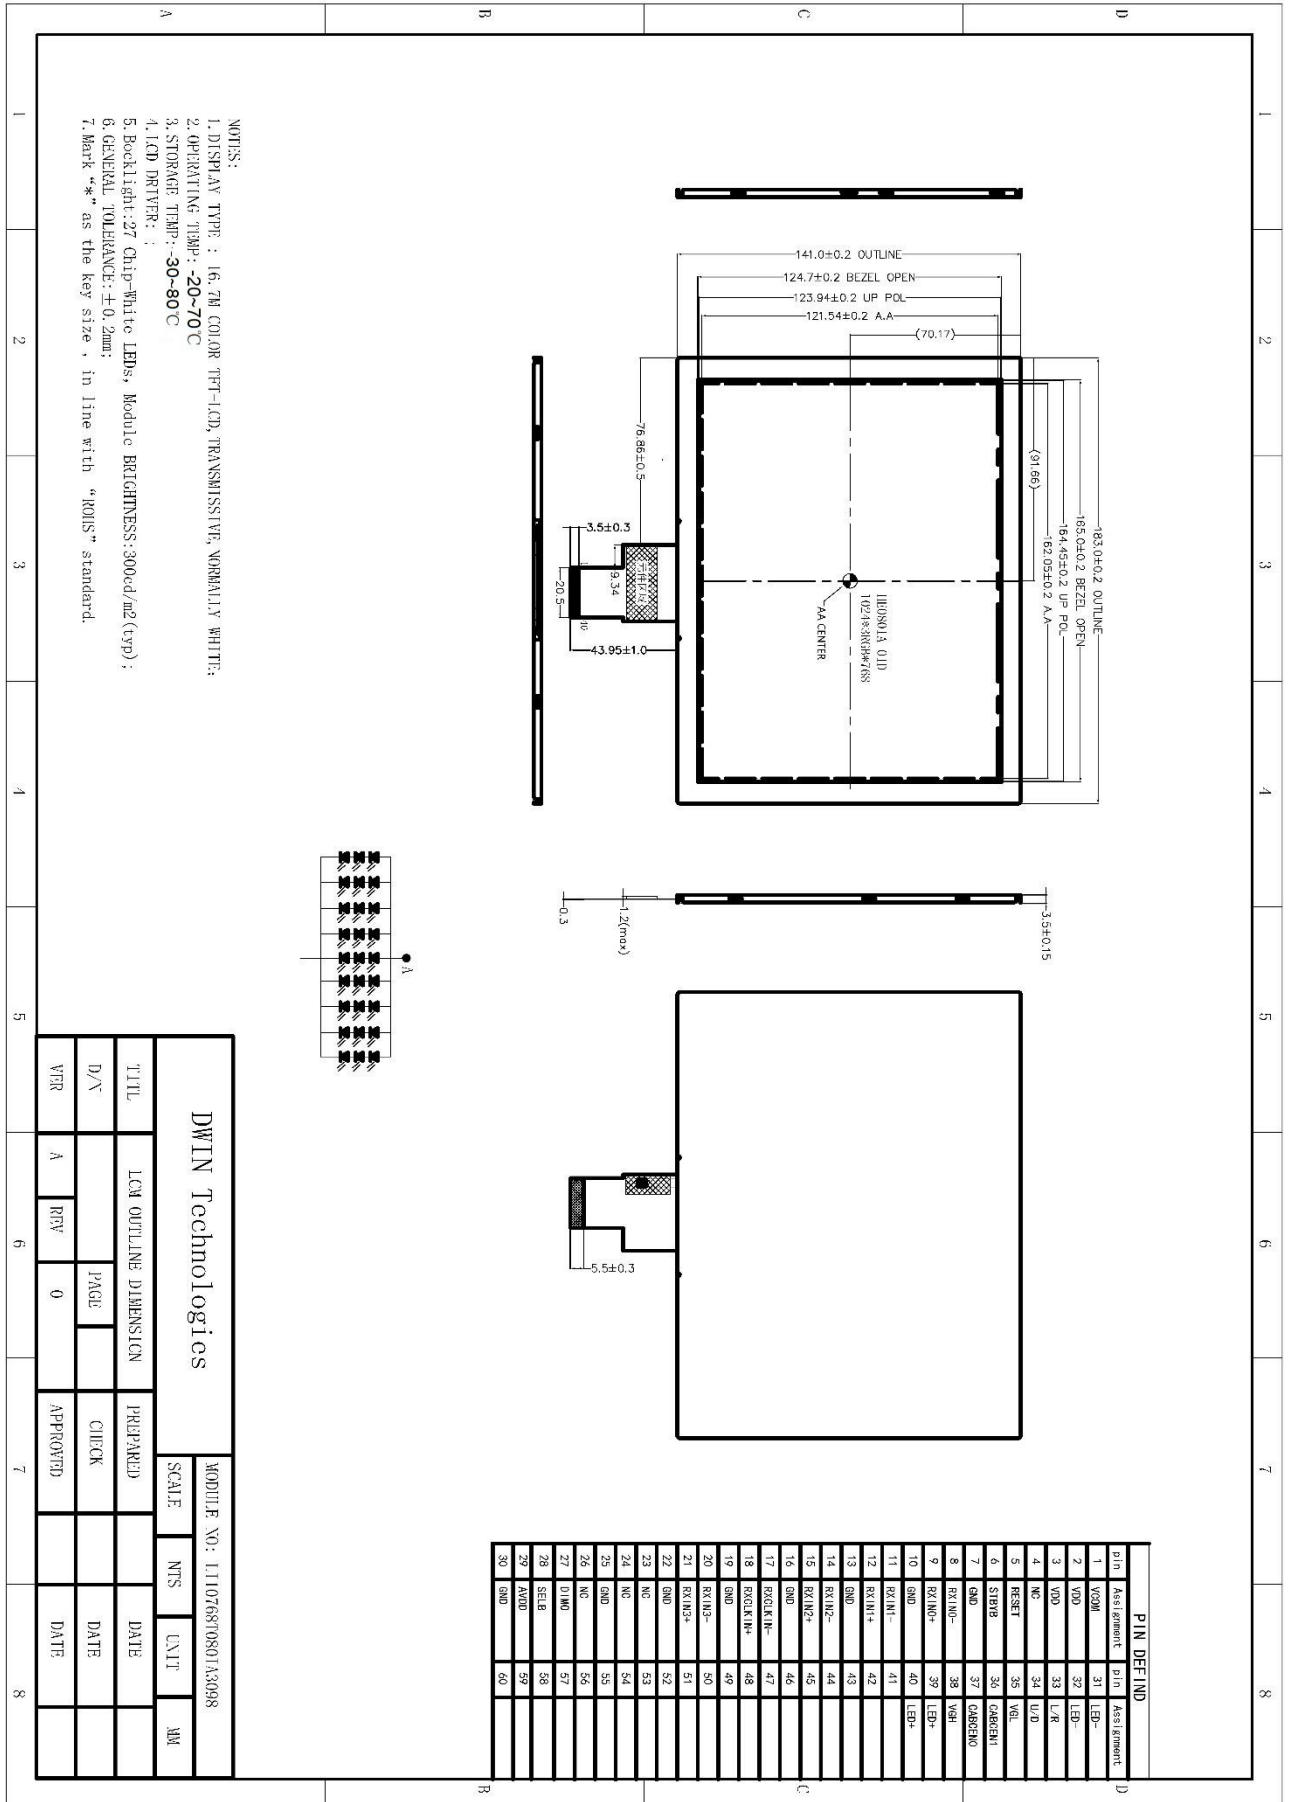 1 2 3 4 5 6 7 8
D
C
B
A
183.0±0.2 OUTLINE
165.0±0.2 BEZEL OPEN
164.45±0.2 UP POL
162.05±0.2 A.A
(91.66)
141.0±0.2 OUTLINE
124.7±0.2 BEZEL OPEN
123.94±0.2 UP POL
121.54±0.2 A.A
(70.17)
1024*3RGB*768
AA CENTER
76.86±0.5
3.5±0.3
9.34
20.5
43.95±1.0
3.5±0.15
1.2(max)
0.3
5.5±0.3
A
PIN DEFIND
pin Assignment pin Assignment
1 VCOM 31 LED-
2 VDD 32 LED-
3 VDD 33 L/R
4 NC 34 U/D
5 RESET 35 VGL
6 STBYB 36 CABCEN1
7 GND 37 CABCEN0
8 RXIN0- 38 VGH
9 RXIN0+ 39 LED+
10 GND 40 LED+
11 RXIN1- 41
12 RXIN1+ 42
13 GND 43
14 RXIN2- 44
15 RXIN2+ 45
16 GND 46
17 RXCLKIN- 47
18 RXCLKIN+ 48
19 GND 49
20 RXIN3- 50
21 RXIN3+ 51
22 GND 52
23 NC 53
24 NC 54
25 GND 55
26 NC 56
27 DIMO 57
28 SELB 58
29 AVDD 59
30 GND 60
NOTES:
1.DISPLAY TYPE : 16.7M COLOR TFT-LCD, TRANSMISSIVE, NORMALLY WHITE;
2.OPERATING TEMP: -20~70℃
3.STORAGE TEMP:-30~80℃
4.LCD DRIVER: ;
5.Bocklight:27 Chip-White LEDs, Module BRIGHTNESS:300cd/m2(typ);
6.GENERAL TOLERANCE:±0.2mm;
7.Mark "*" as the key size , in line with "ROHS" standard.
DWIN Technologies
MODULE NO:
SCALE NTS UNIT MM
TITL LCM OUTLINE DIMENSION PREPARED DATE
D/N PAGE CHECK DATE
VER A REV 0 APPROVED DATE
1 2 3 4 5 6 7 8
D
C
B
A